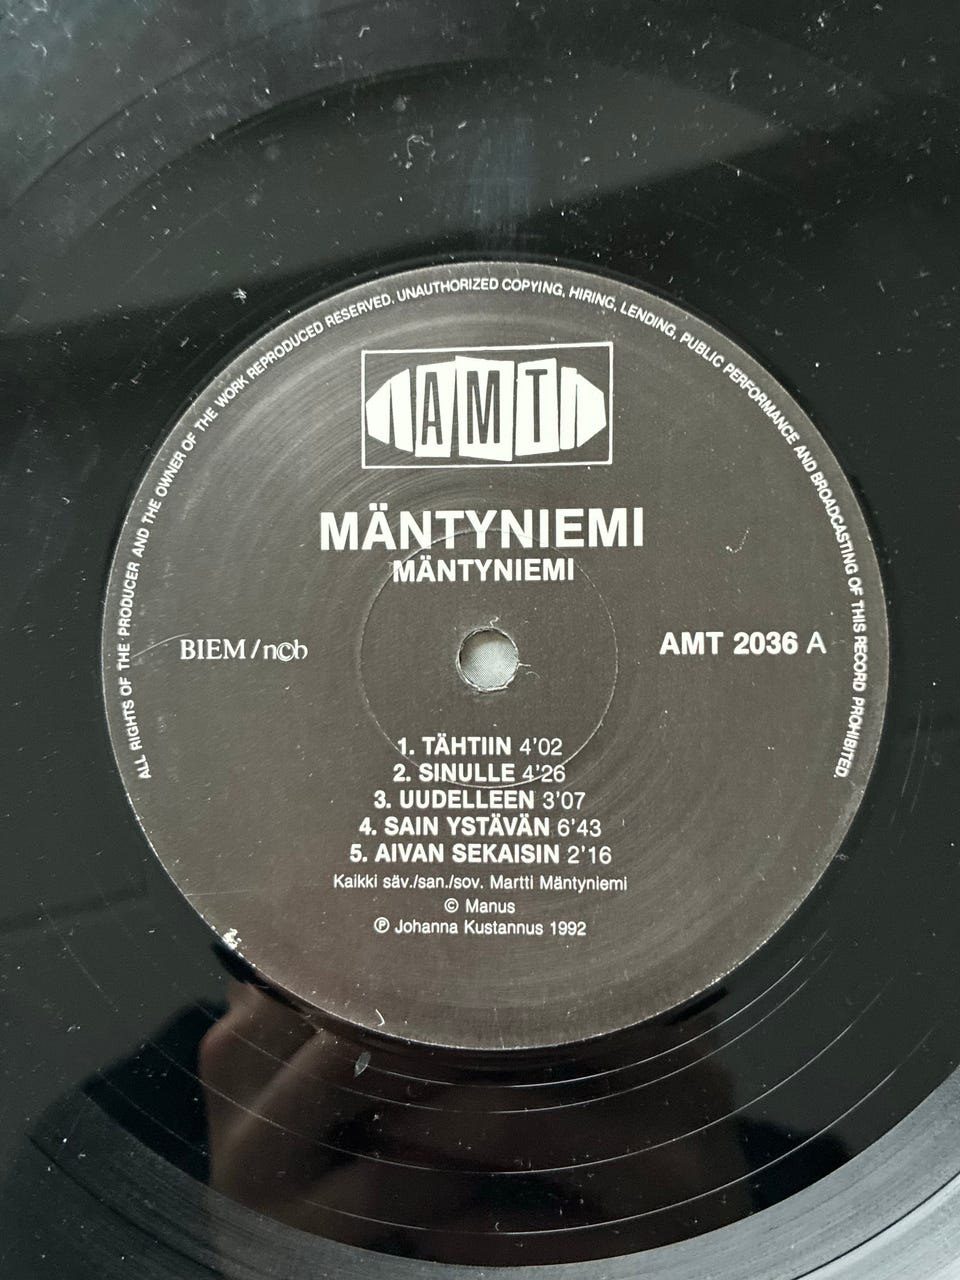 ALL RIGHTS OF THE PRODUCER AND THE OWNER OF THE WORK REPRODUCED RESERVED. UNAUTHORIZED COPYING, HIRING, LENDING, PUBLIC PERFORMANCE AND BROADCASTING OF THIS RECORD PROHIBITED.
AMT
MÄNTYNIEMI
MÄNTYNIEMI
BIEM/n©b
AMT 2036 A
1. TÄHTIIN 4'02
2. SINULLE 4'26
3. UUDELLEEN 3'07
4. SAIN YSTÄVÄN 6'43
5. AIVAN SEKAISIN 2'16
Kaikki säv./san./sov. Martti Mäntyniemi
© Manus
℗ Johanna Kustannus 1992